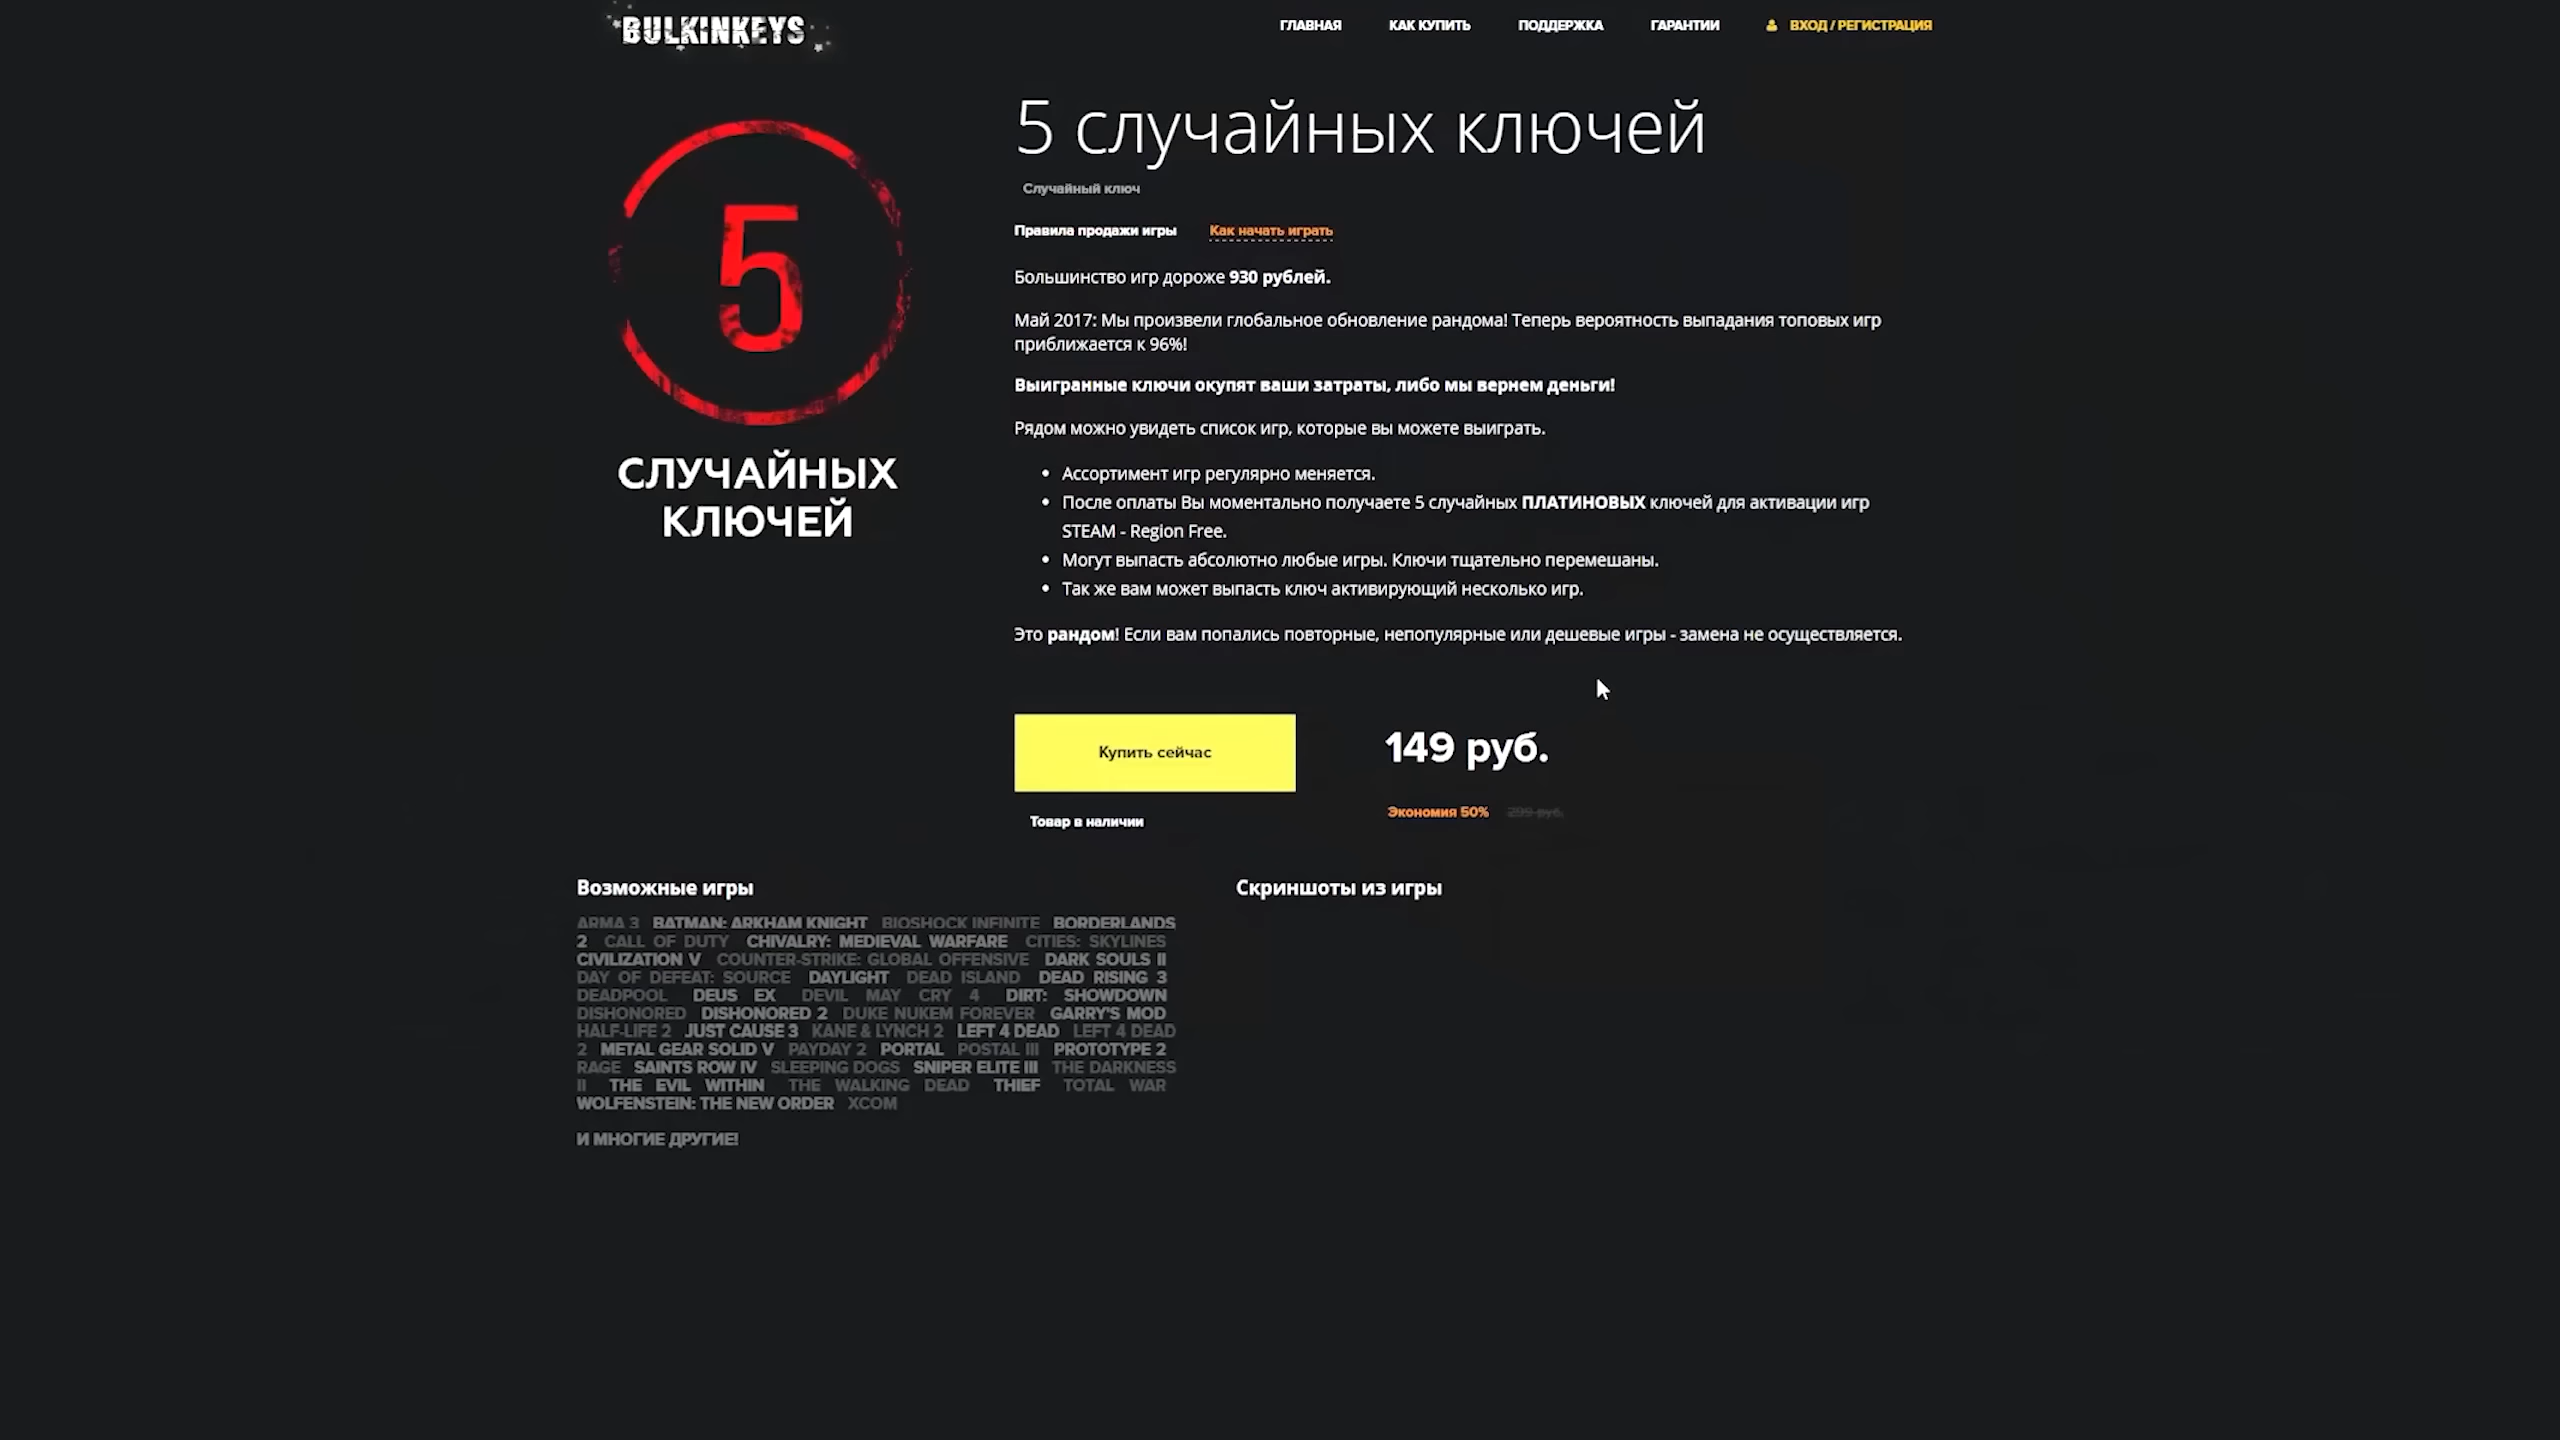 BULKINKEYS
ГЛАВНАЯ КАК КУПИТЬ ПОДДЕРЖКА ГАРАНТИИ ВХОД / РЕГИСТРАЦИЯ
5
СЛУЧАЙНЫХ
КЛЮЧЕЙ
5 случайных ключей
Случайный ключ
Правила продажи игры Как начать играть
Большинство игр дороже 930 рублей.
Май 2017: Мы произвели глобальное обновление рандома! Теперь вероятность выпадания топовых игр
приближается к 96%!
Выигранные ключи окупят ваши затраты, либо мы вернем деньги!
Рядом можно увидеть список игр, которые вы можете выиграть.
• Ассортимент игр регулярно меняется.
• После оплаты Вы моментально получаете 5 случайных ПЛАТИНОВЫХ ключей для активации игр
STEAM - Region Free.
• Могут выпасть абсолютно любые игры. Ключи тщательно перемешаны.
• Так же вам может выпасть ключ активирующий несколько игр.
Это рандом! Если вам попались повторные, непопулярные или дешевые игры - замена не осуществляется.
Купить сейчас
149 руб.
Товар в наличии
Экономия 50% 299 руб.
Возможные игры
ARMA 3 BATMAN: ARKHAM KNIGHT BIOSHOCK INFINITE BORDERLANDS
2 CALL OF DUTY CHIVALRY: MEDIEVAL WARFARE CITIES: SKYLINES
CIVILIZATION V COUNTER-STRIKE: GLOBAL OFFENSIVE DARK SOULS II
DAY OF DEFEAT: SOURCE DAYLIGHT DEAD ISLAND DEAD RISING 3
DEADPOOL DEUS EX DEVIL MAY CRY 4 DIRT: SHOWDOWN
DISHONORED DISHONORED 2 DUKE NUKEM FOREVER GARRY'S MOD
HALF-LIFE 2 JUST CAUSE 3 KANE & LYNCH 2 LEFT 4 DEAD LEFT 4 DEAD
2 METAL GEAR SOLID V PAYDAY 2 PORTAL POSTAL III PROTOTYPE 2
RAGE SAINTS ROW IV SLEEPING DOGS SNIPER ELITE III THE DARKNESS
II THE EVIL WITHIN THE WALKING DEAD THIEF TOTAL WAR
WOLFENSTEIN: THE NEW ORDER XCOM
И МНОГИЕ ДРУГИЕ!
Скриншоты из игры